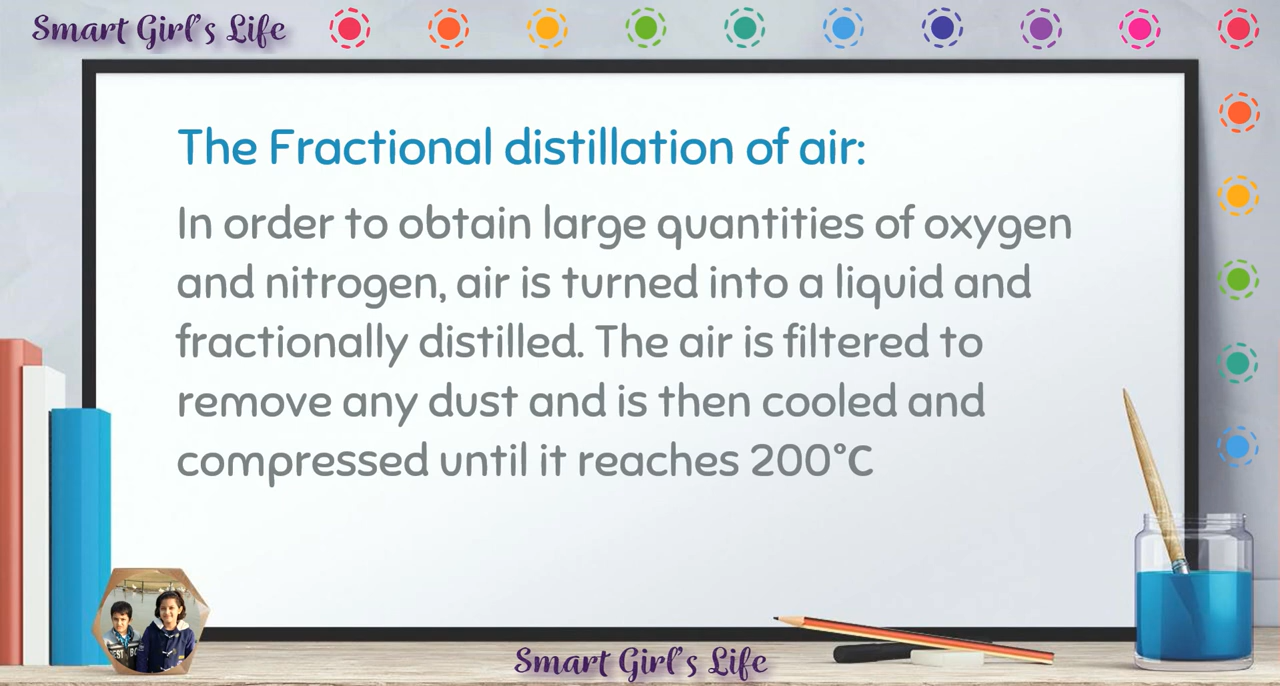 Smart Girl's Life
The Fractional distillation of air:
In order to obtain large quantities of oxygen
and nitrogen, air is turned into a liquid and
fractionally distilled. The air is filtered to
remove any dust and is then cooled and
compressed until it reaches 200°C
Smart Girl's Life